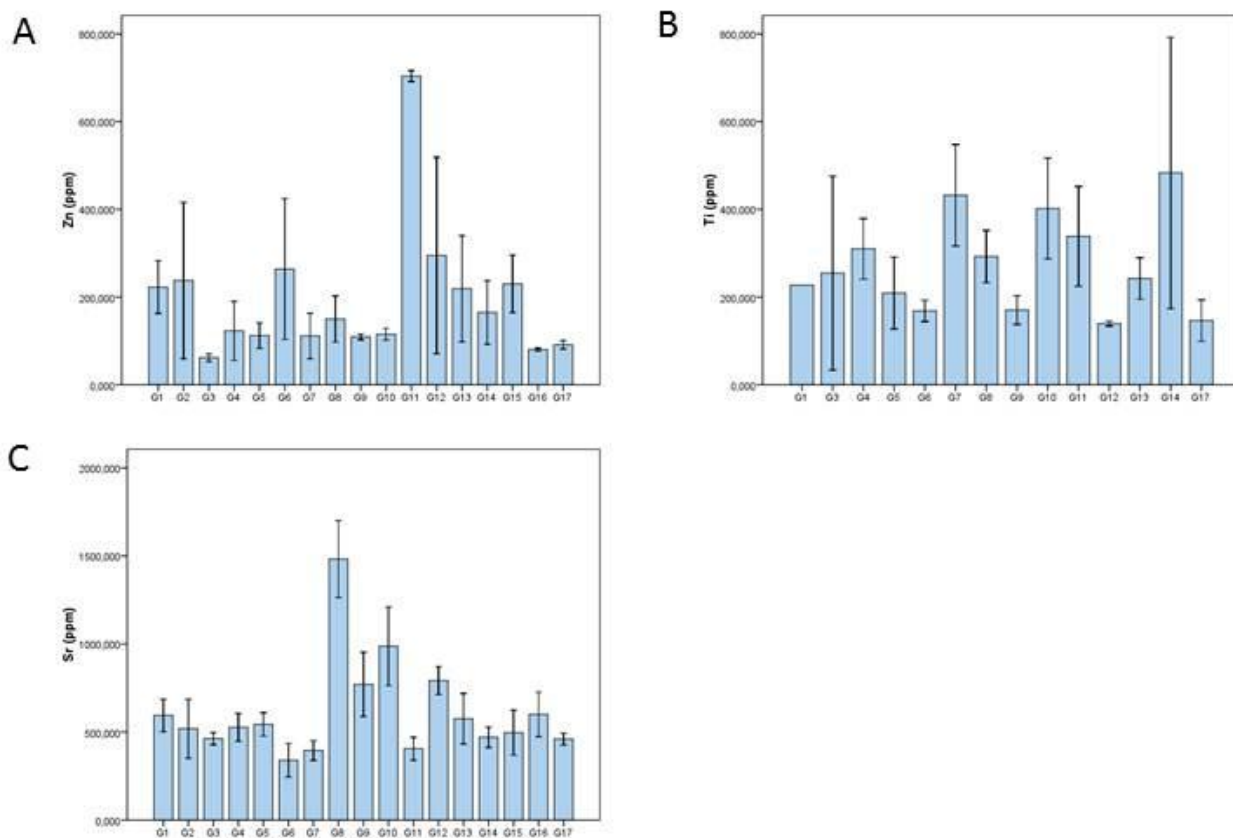 A
Zn (ppm)
800,000
600,000
400,000
200,000
0,000
G1 G2 G3 G4 G5 G6 G7 G8 G9 G10 G11 G12 G13 G14 G15 G16 G17
B
Ti (ppm)
800,000
600,000
400,000
200,000
0,000
G1 G3 G4 G5 G6 G7 G8 G9 G10 G11 G12 G13 G14 G17
C
Sr (ppm)
2000,000
1500,000
1000,000
500,000
0,000
G1 G2 G3 G4 G5 G6 G7 G8 G9 G10 G11 G12 G13 G14 G15 G16 G17